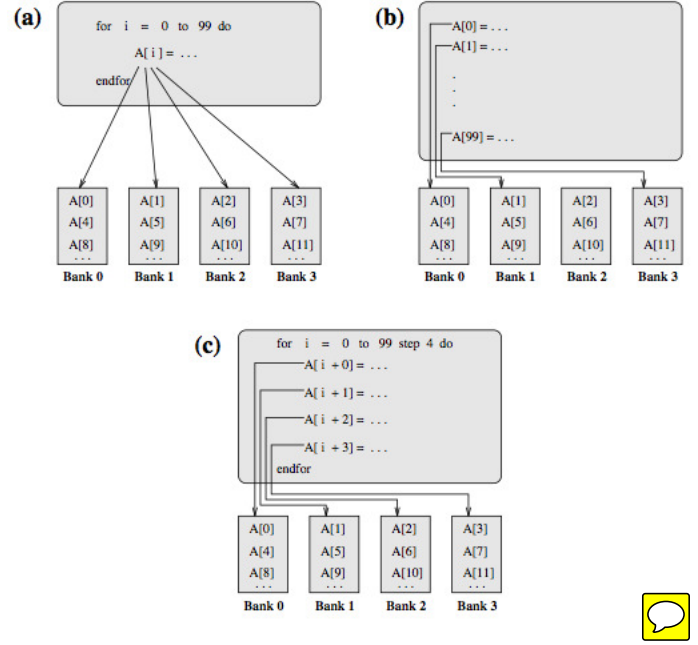 (a)
for i = 0 to 99 do
A[ i ] = ...
endfor
A[0] A[1] A[2] A[3]
A[4] A[5] A[6] A[7]
A[8] A[9] A[10] A[11]
... ... ... ...
Bank 0 Bank 1 Bank 2 Bank 3
(b)
A[0] = ...
A[1] = ...
.
.
.
A[99] = ...
A[0] A[1] A[2] A[3]
A[4] A[5] A[6] A[7]
A[8] A[9] A[10] A[11]
... ... ... ...
Bank 0 Bank 1 Bank 2 Bank 3
(c)
for i = 0 to 99 step 4 do
A[ i +0] = ...
A[ i +1] = ...
A[ i +2] = ...
A[ i +3] = ...
endfor
A[0] A[1] A[2] A[3]
A[4] A[5] A[6] A[7]
A[8] A[9] A[10] A[11]
... ... ... ...
Bank 0 Bank 1 Bank 2 Bank 3